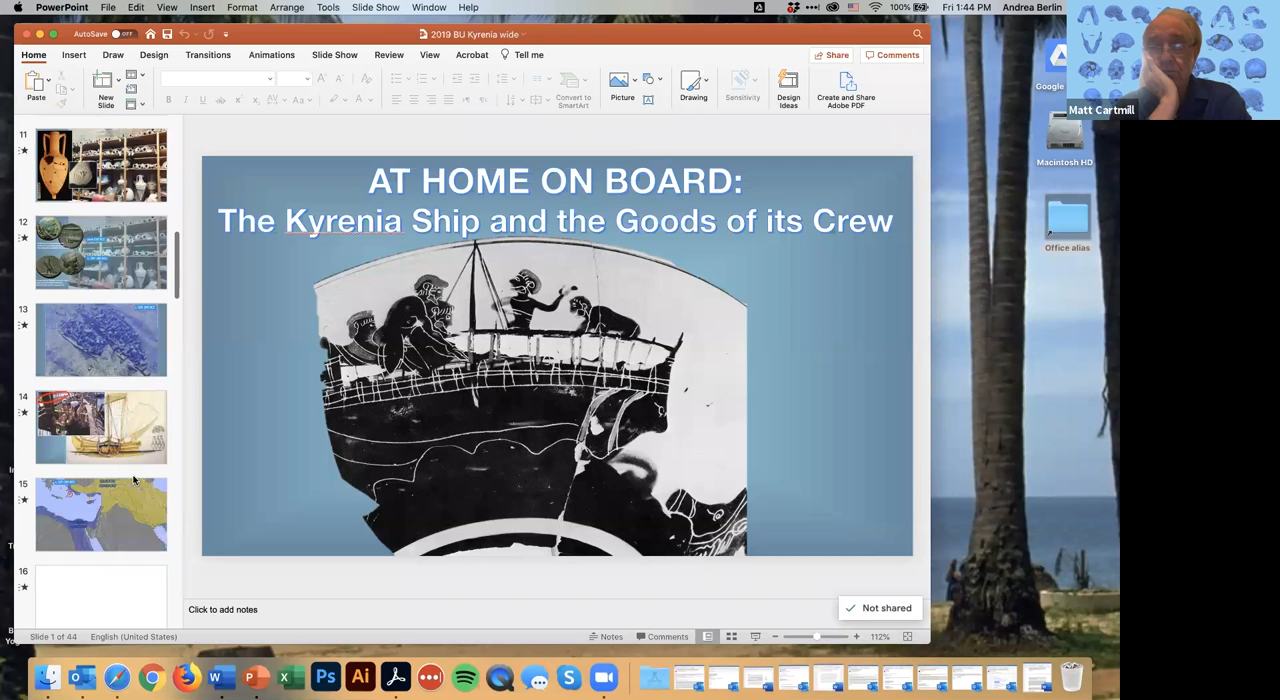 PowerPoint File Edit View Insert Format Arrange Tools Slide Show Window Help
100% Fri 1:44 PM Andrea Berlin
AutoSave OFF
2019 BU Kyrenia wide
Home Insert Draw Design Transitions Animations Slide Show Review View Acrobat Tell me
Share Comments
Paste
New
Slide
Convert to
SmartArt
Picture
Drawing
Sensitivity
Design
Ideas
Create and Share
Adobe PDF
11
12
13
14
15
16
AT HOME ON BOARD:
The Kyrenia Ship and the Goods of its Crew
Click to add notes
Not shared
Slide 1 of 44 English (United States)
Notes Comments 112%
Matt Cartmill
Google
Macintosh HD
Office alias
Ps Ai